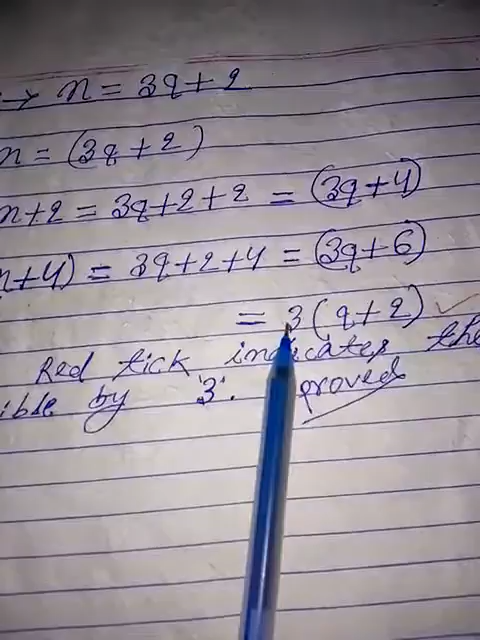 → n = 3q + 2
n = (3q + 2)
n + 2 = 3q + 2 + 2 = (3q + 4)
n + 4) = 3q + 2 + 4 = (3q + 6)
= 3 (q + 2) ✓
Red tick indicates the
ible by '3'. proved